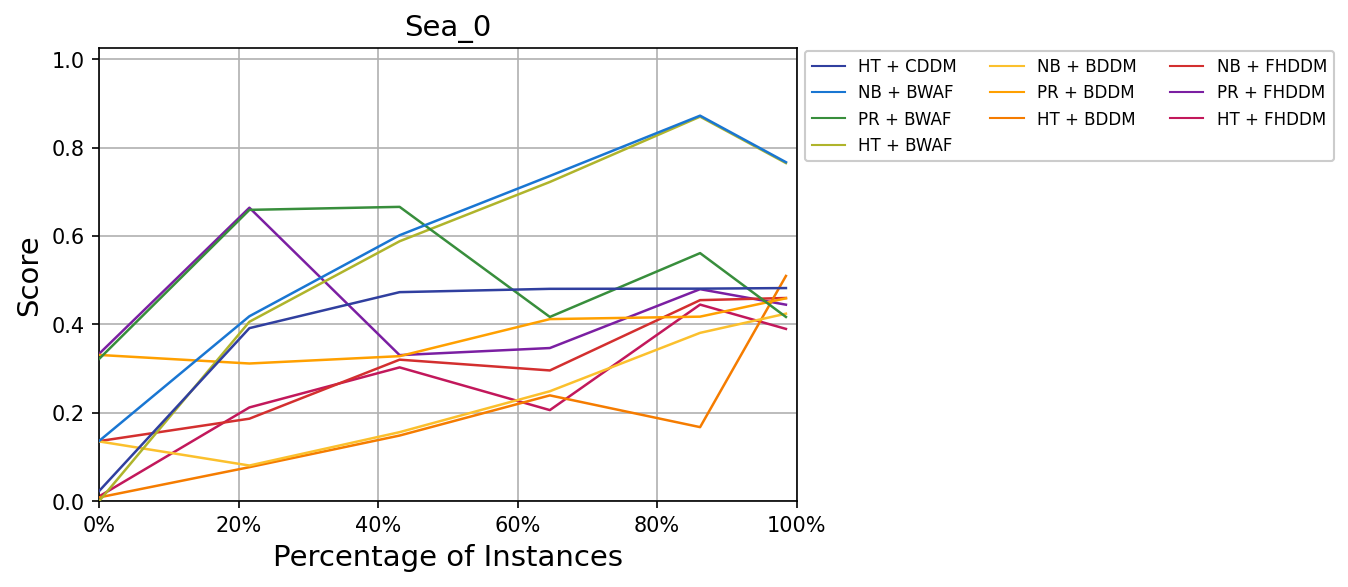 Sea_0
1.0
0.8
0.6
0.4
0.2
0.0
Score
0% 20% 40% 60% 80% 100%
Percentage of Instances
HT + CDDM NB + BDDM NB + FHDDM
NB + BWAF PR + BDDM PR + FHDDM
PR + BWAF HT + BDDM HT + FHDDM
HT + BWAF